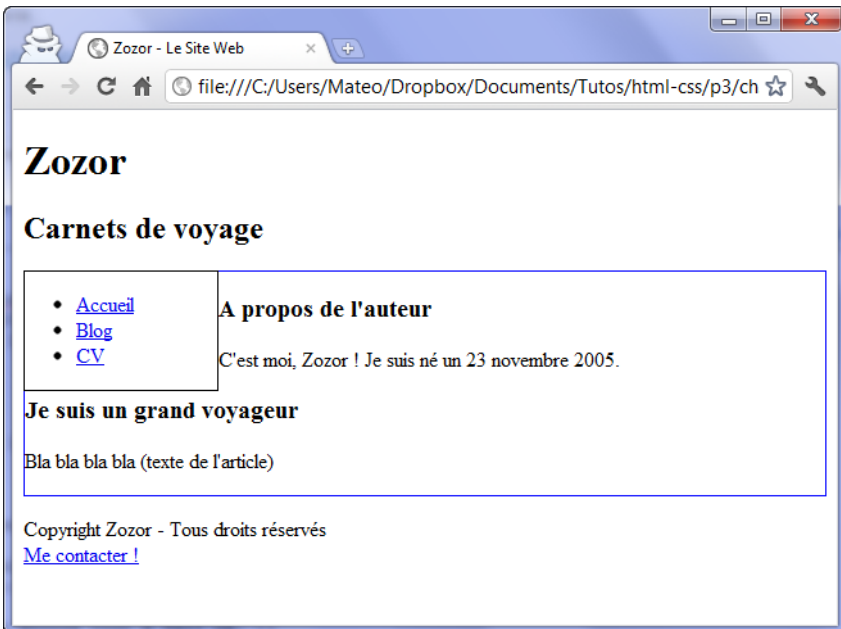 Zozor - Le Site Web
file:///C:/Users/Mateo/Dropbox/Documents/Tutos/html-css/p3/ch
Zozor
Carnets de voyage
Accueil
Blog
CV
A propos de l'auteur
C'est moi, Zozor ! Je suis né un 23 novembre 2005.
Je suis un grand voyageur
Bla bla bla bla (texte de l'article)
Copyright Zozor - Tous droits réservés
Me contacter !